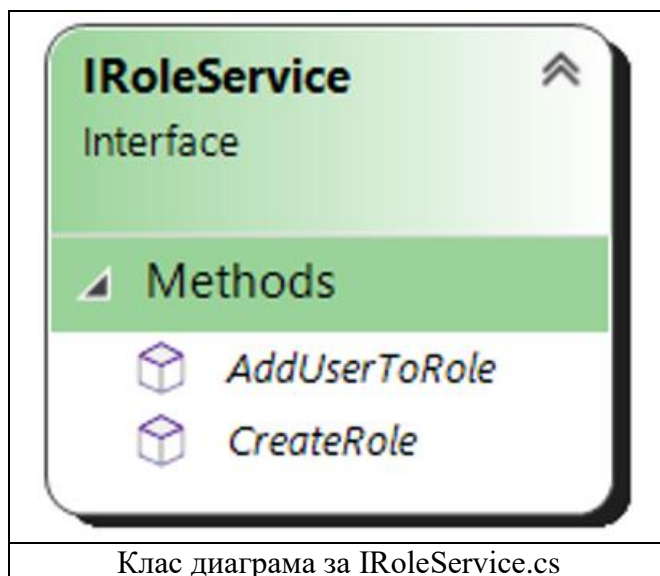 IRoleService
Interface
Methods
AddUserToRole
CreateRole
Клас диаграма за IRoleService.cs